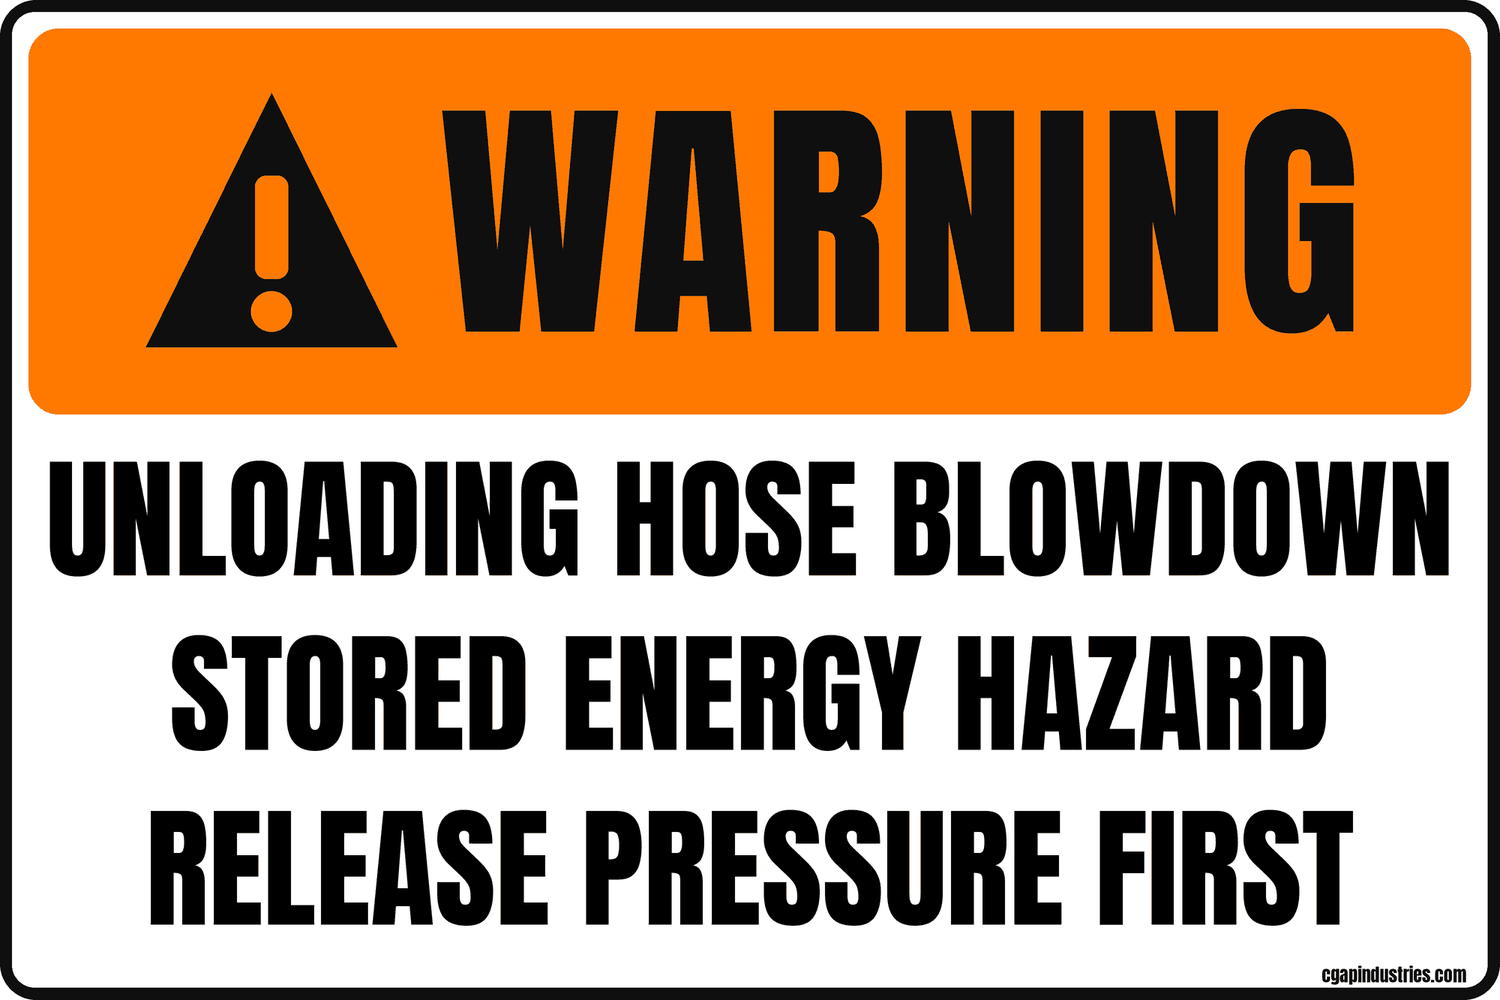 WARNING
UNLOADING HOSE BLOWDOWN
STORED ENERGY HAZARD
RELEASE PRESSURE FIRST
cgapindustries.com